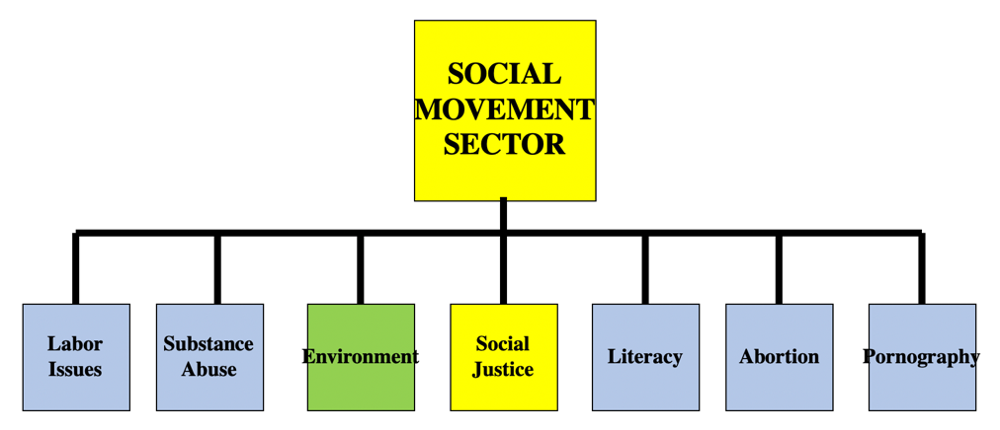 SOCIAL
MOVEMENT
SECTOR
Labor
Issues
Substance
Abuse
Environment
Social
Justice
Literacy
Abortion
Pornography